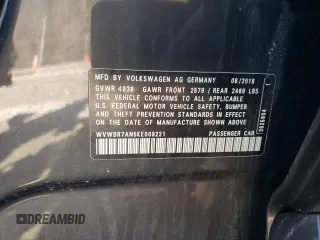 MFD BY VOLKSWAGEN AG GERMANY 08/2018
GVWR 4839 GAWR FRONT 2579 / REAR 2469 LBS
THIS VEHICLE CONFORMS TO ALL APPLICABLE
U.S. FEDERAL MOTOR VEHICLE SAFETY, BUMPER, AND
THEFT PREVENTION STANDARDS IN EFFECT ON THE
DATE OF MANUFACTURE SHOWN ABOVE.
PASSENGER CAR
DREAMBID